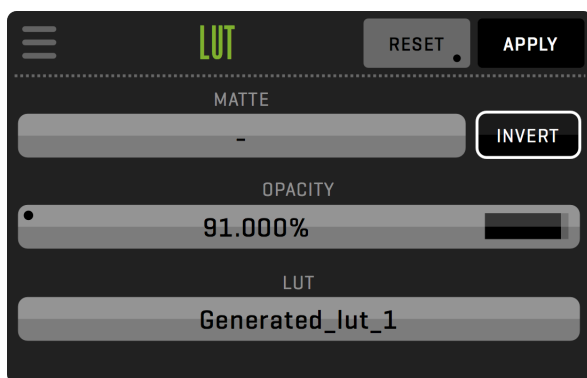 LUT
RESET
APPLY
MATTE
-
INVERT
OPACITY
91.000%
LUT
Generated_lut_1